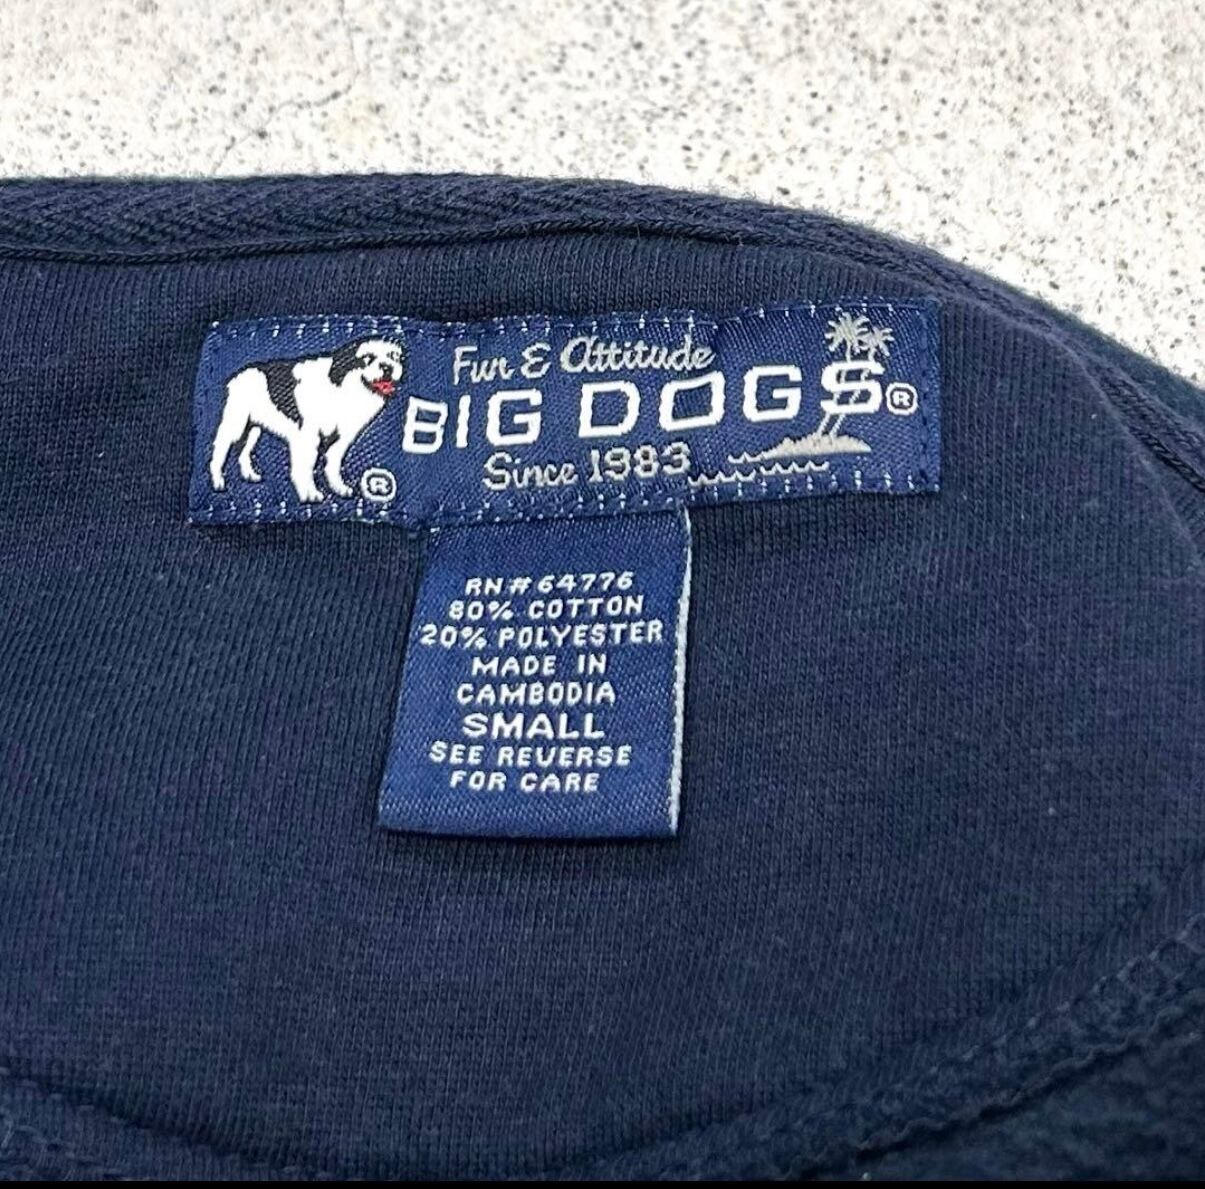 Fun & Attitude
BIG DOGS®
Since 1983
®
RN# 64776
80% COTTON
20% POLYESTER
MADE IN
CAMBODIA
SMALL
SEE REVERSE
FOR CARE